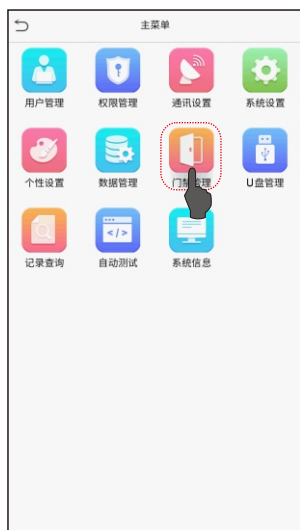 主菜单
用户管理 权限管理 通讯设置 系统设置
个性设置 数据管理 门禁管理 U盘管理
</>
记录查询 自动测试 系统信息